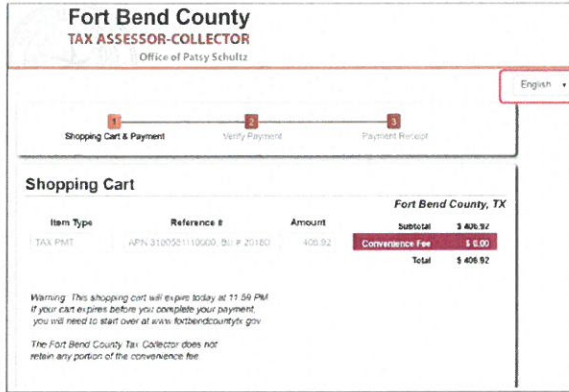 Fort Bend County
TAX ASSESSOR-COLLECTOR
Office of Patsy Schultz
English
1 2 3
Shopping Cart & Payment Verify Payment Payment Receipt
Shopping Cart
Fort Bend County, TX
Item Type Reference # Amount Subtotal $ 406.92
TAX PMT APN Bill # 406.92 Convenience Fee $ 0.00
Total $ 406.92
Warning: This shopping cart will expire today at 11:59 PM
If your cart expires before you complete your payment,
you will need to start over at www.fortbendcountytx.gov
The Fort Bend County Tax Collector does not
retain any portion of the convenience fee